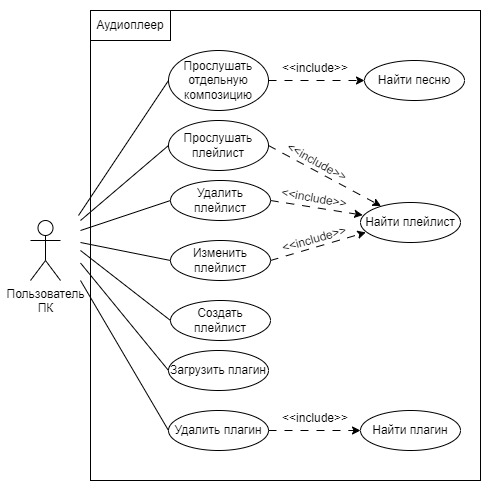 Аудиоплеер
Прослушать
отдельную
композицию
<<include>>
Найти песню
Прослушать
плейлист
<<include>>
Удалить
плейлист
<<include>>
Найти плейлист
Изменить
плейлист
<<include>>
Пользователь
ПК
Создать
плейлист
Загрузить плагин
Удалить плагин
<<include>>
Найти плагин